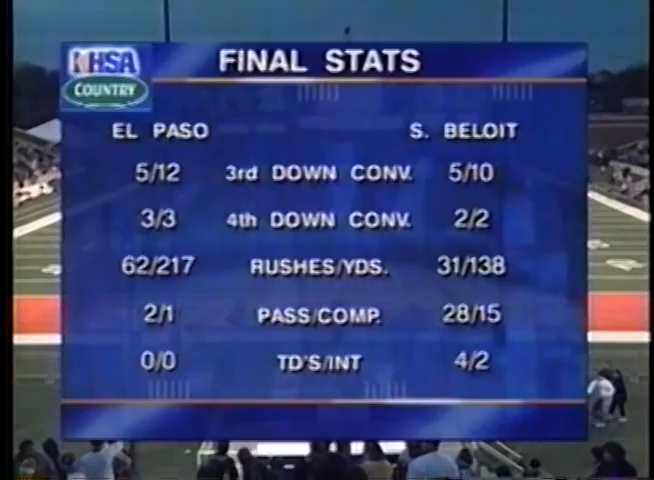 IHSA
COUNTRY
FINAL STATS
EL PASO S. BELOIT
5/12 3rd DOWN CONV. 5/10
3/3 4th DOWN CONV. 2/2
62/217 RUSHES/YDS. 31/138
2/1 PASS/COMP. 28/15
0/0 TD'S/INT 4/2